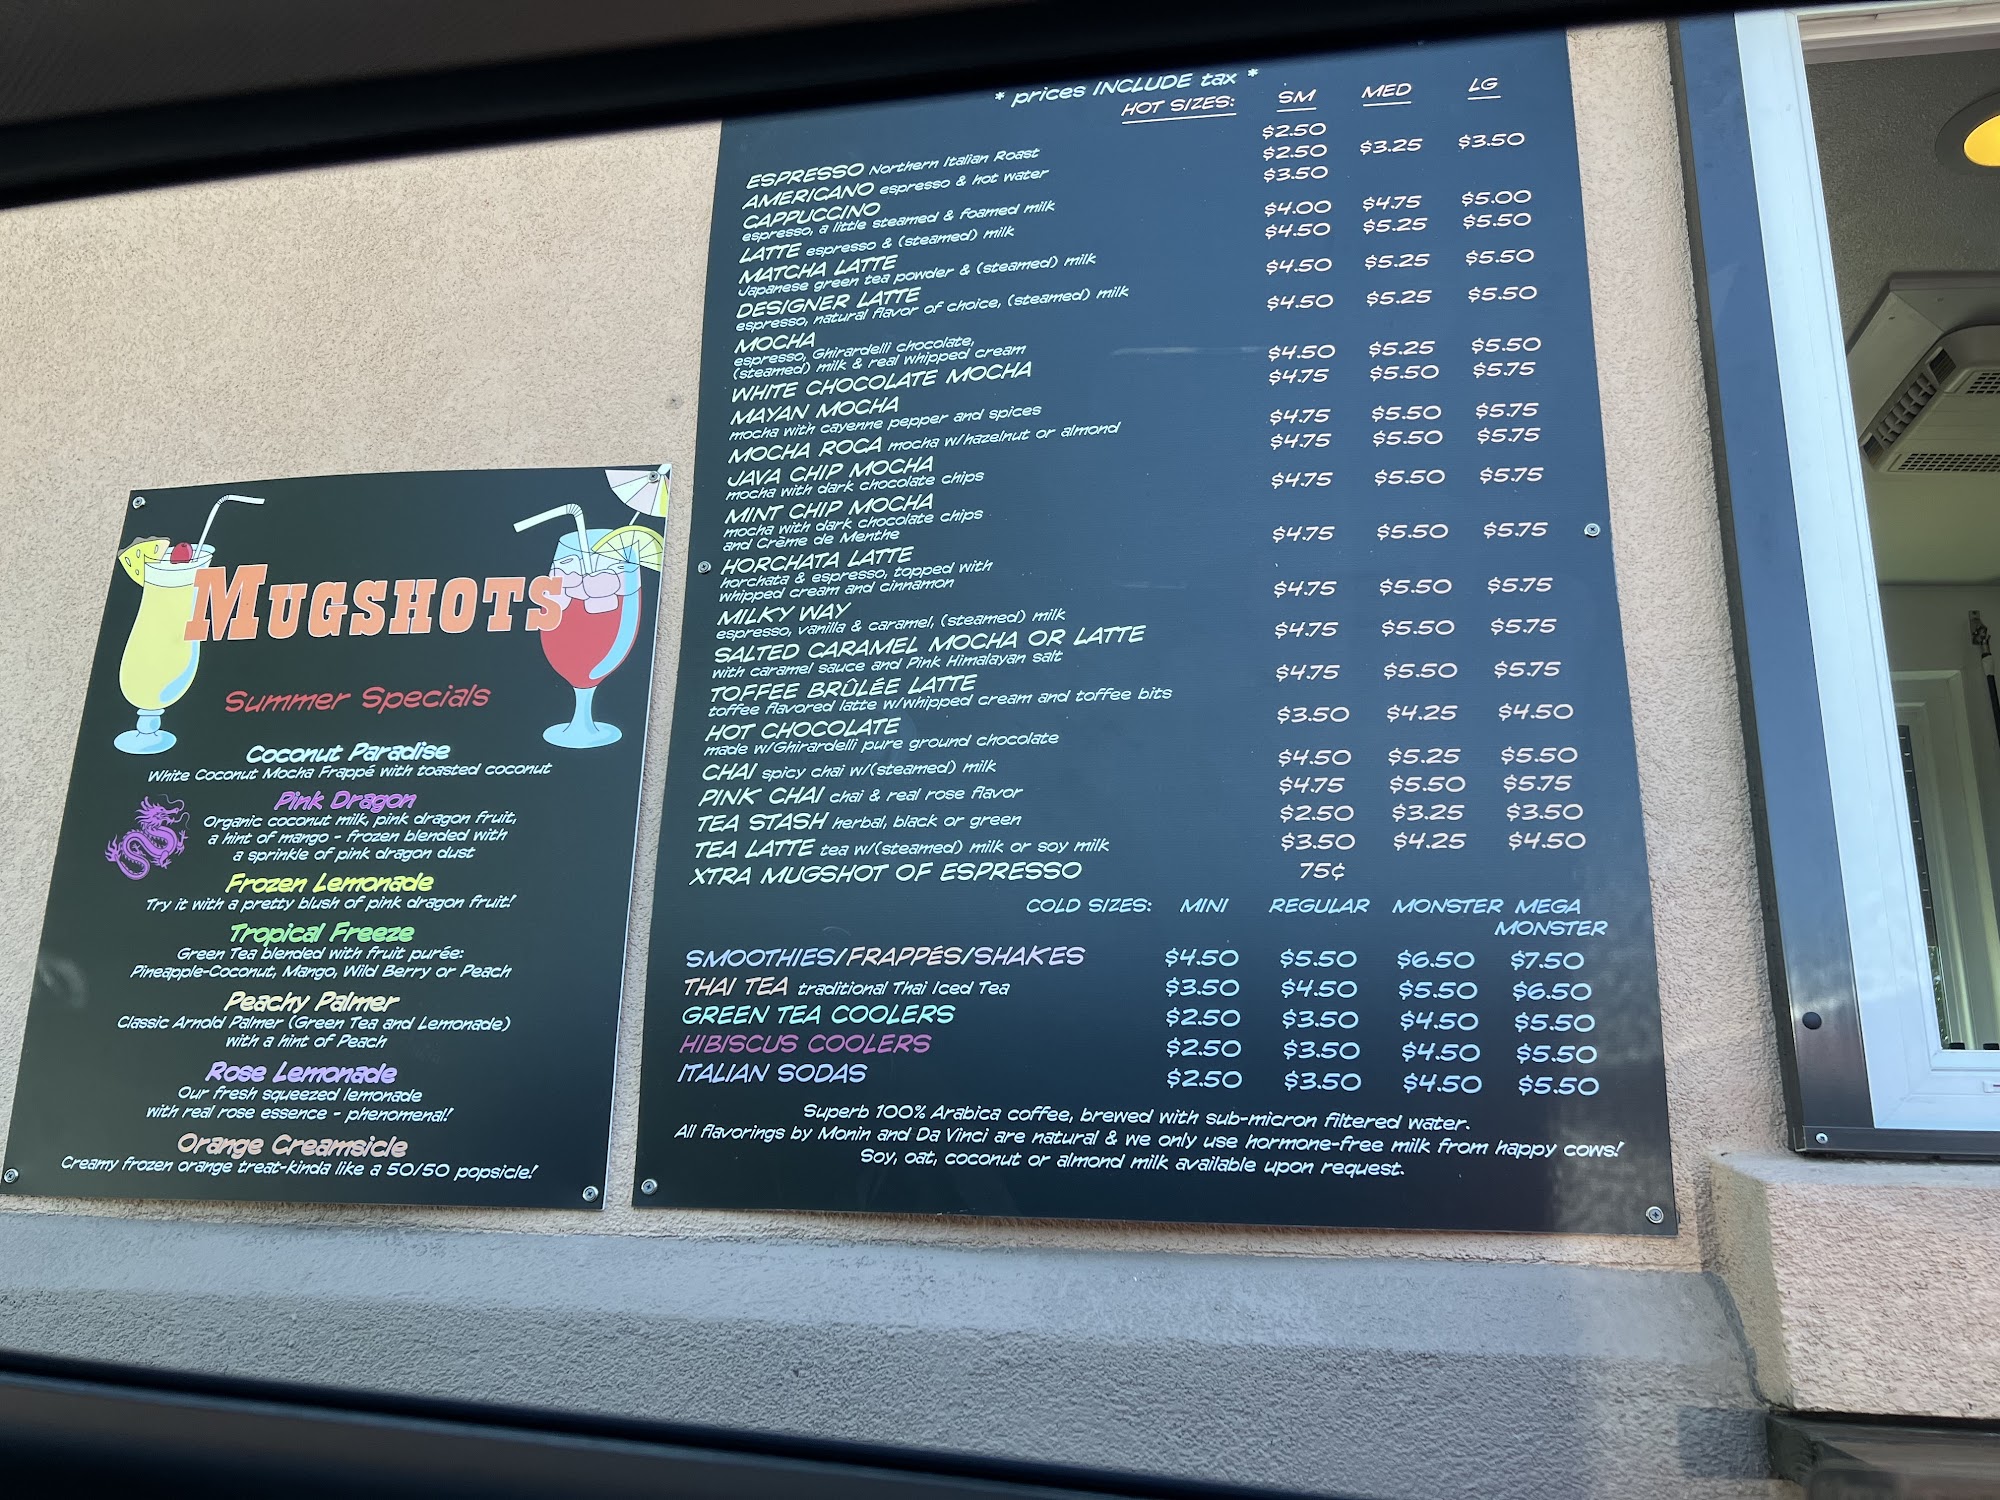 MUGSHOTS
Summer Specials
Coconut Paradise
White Coconut Mocha Frappé with toasted coconut
Pink Dragon
Organic coconut milk, pink dragon fruit,
a hint of mango - frozen blended with
a sprinkle of pink dragon dust
Frozen Lemonade
Try it with a pretty blush of pink dragon fruit!
Tropical Freeze
Green Tea blended with fruit purée:
Pineapple-Coconut, Mango, Wild Berry or Peach
Peachy Palmer
Classic Arnold Palmer (Green Tea and Lemonade)
with a hint of Peach
Rose Lemonade
Our fresh squeezed lemonade
with real rose essence - phenomenal!
Orange Creamsicle
Creamy frozen orange treat-kinda like a 50/50 popsicle!
* prices INCLUDE tax *
HOT SIZES: SM MED LG
ESPRESSO Northern Italian Roast $2.50
AMERICANO espresso & hot water $2.50 $3.25 $3.50
CAPPUCCINO $3.50
espresso, a little steamed & foamed milk
LATTE espresso & (steamed) milk $4.00 $4.75 $5.00
MATCHA LATTE $4.50 $5.25 $5.50
Japanese green tea powder & (steamed) milk
DESIGNER LATTE $4.50 $5.25 $5.50
espresso, natural flavor of choice, (steamed) milk
MOCHA $4.50 $5.25 $5.50
espresso, Ghirardelli chocolate,
(steamed) milk & real whipped cream
WHITE CHOCOLATE MOCHA $4.50 $5.25 $5.50
MAYAN MOCHA $4.75 $5.50 $5.75
mocha with cayenne pepper and spices
MOCHA ROCA mocha w/hazelnut or almond $4.75 $5.50 $5.75
JAVA CHIP MOCHA $4.75 $5.50 $5.75
mocha with dark chocolate chips
MINT CHIP MOCHA $4.75 $5.50 $5.75
mocha with dark chocolate chips
and Crème de Menthe
HORCHATA LATTE $4.75 $5.50 $5.75
horchata & espresso, topped with
whipped cream and cinnamon
MILKY WAY $4.75 $5.50 $5.75
espresso, vanilla & caramel, (steamed) milk
SALTED CARAMEL MOCHA OR LATTE $4.75 $5.50 $5.75
with caramel sauce and Pink Himalayan salt
TOFFEE BRÛLÉE LATTE $4.75 $5.50 $5.75
toffee flavored latte w/whipped cream and toffee bits
HOT CHOCOLATE $3.50 $4.25 $4.50
made w/Ghirardelli pure ground chocolate
CHAI spicy chai w/(steamed) milk $4.50 $5.25 $5.50
PINK CHAI chai & real rose flavor $4.75 $5.50 $5.75
TEA STASH herbal, black or green $2.50 $3.25 $3.50
TEA LATTE tea w/(steamed) milk or soy milk $3.50 $4.25 $4.50
XTRA MUGSHOT OF ESPRESSO 75¢
COLD SIZES: MINI REGULAR MONSTER MEGA
MONSTER
SMOOTHIES/FRAPPÉS/SHAKES $4.50 $5.50 $6.50 $7.50
THAI TEA traditional Thai Iced Tea $3.50 $4.50 $5.50 $6.50
GREEN TEA COOLERS $2.50 $3.50 $4.50 $5.50
HIBISCUS COOLERS $2.50 $3.50 $4.50 $5.50
ITALIAN SODAS $2.50 $3.50 $4.50 $5.50
Superb 100% Arabica coffee, brewed with sub-micron filtered water.
All flavorings by Monin and Da Vinci are natural & we only use hormone-free milk from happy cows!
Soy, oat, coconut or almond milk available upon request.